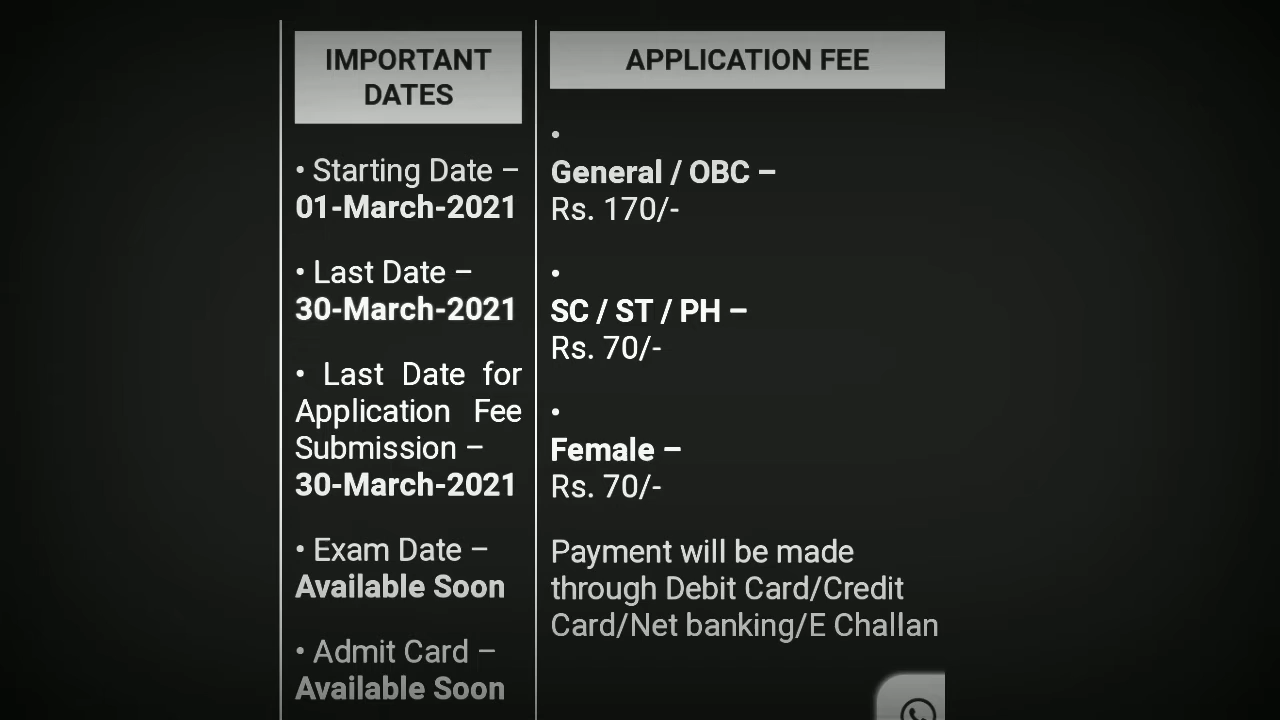 IMPORTANT
DATES
• Starting Date –
01-March-2021
• Last Date –
30-March-2021
• Last Date for
Application Fee
Submission –
30-March-2021
• Exam Date –
Available Soon
• Admit Card –
Available Soon
APPLICATION FEE
•
General / OBC –
Rs. 170/-
•
SC / ST / PH –
Rs. 70/-
•
Female –
Rs. 70/-
Payment will be made
through Debit Card/Credit
Card/Net banking/E Challan